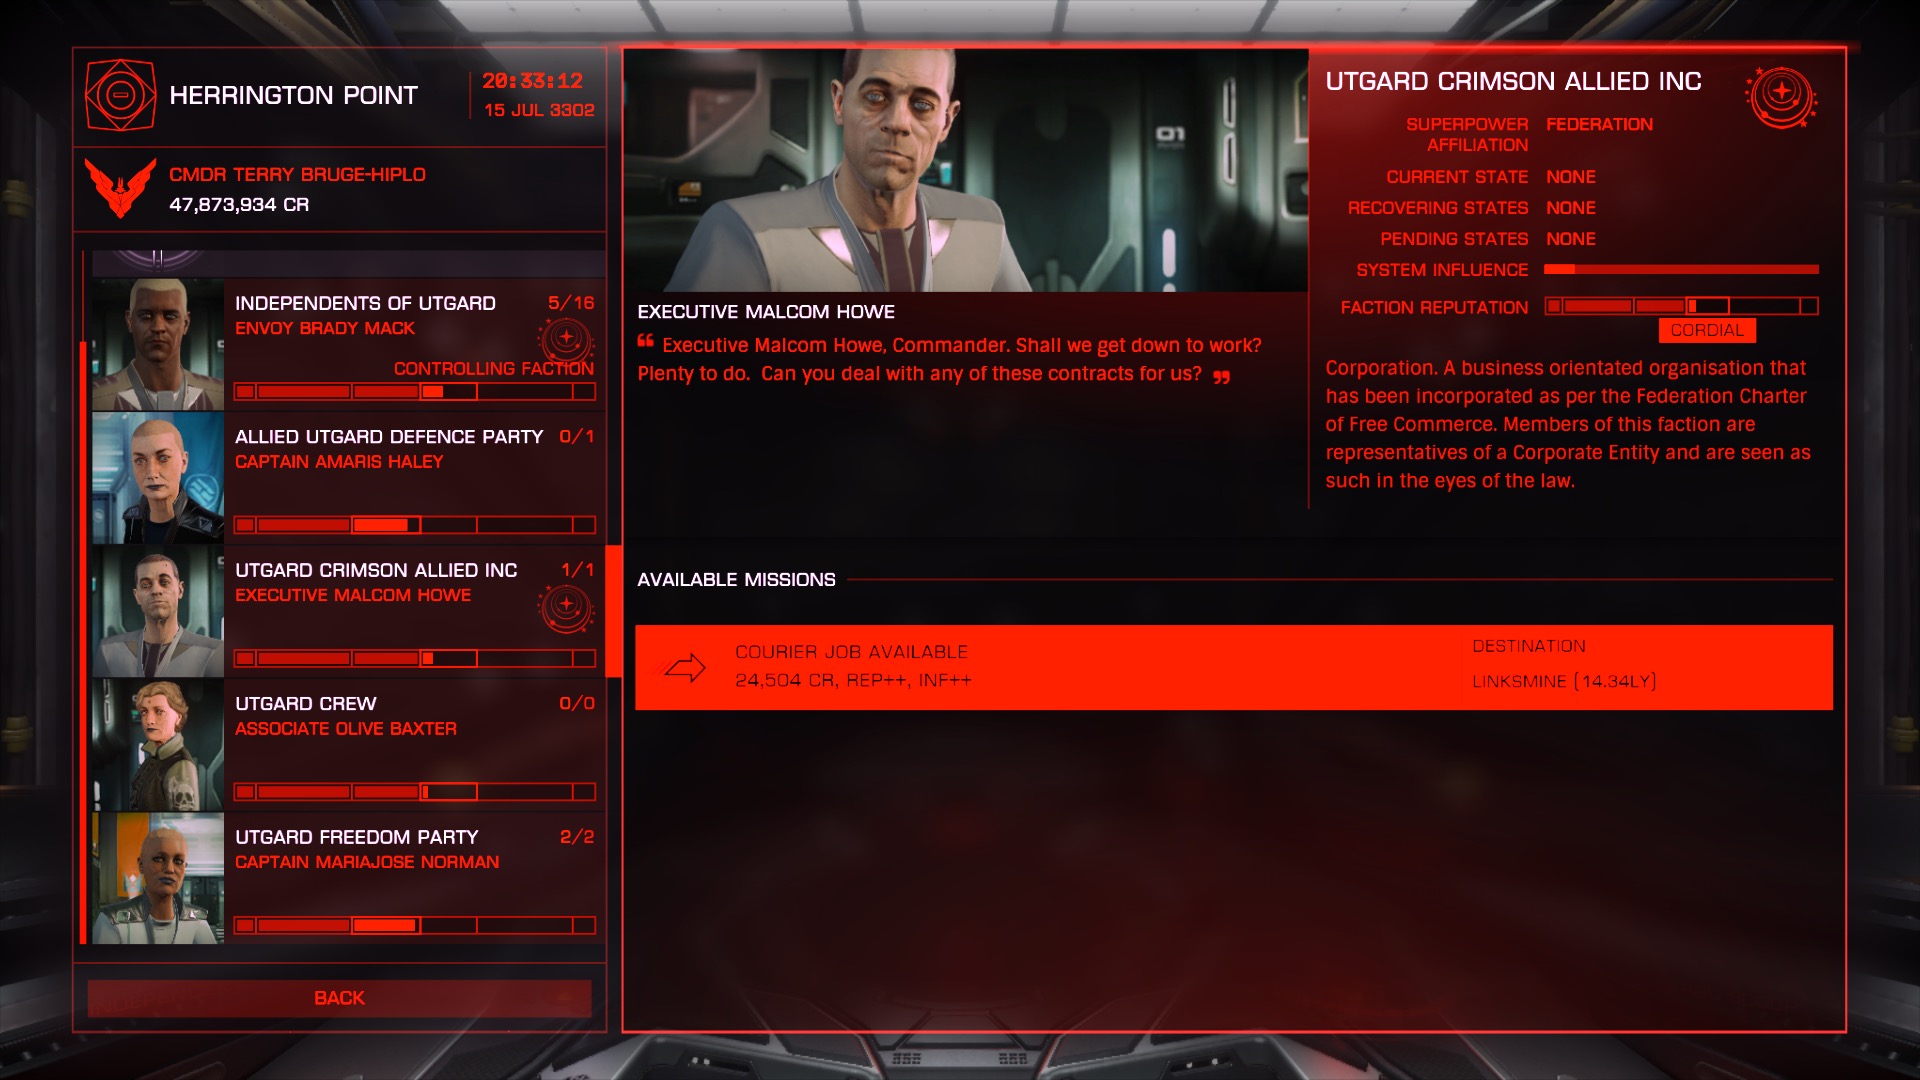 HERRINGTON POINT
20:33:12
15 JUL 3302
CMDR TERRY BRUGE-HIPLO
47,873,934 CR
INDEPENDENTS OF UTGARD 5/16
ENVOY BRADY MACK
CONTROLLING FACTION
ALLIED UTGARD DEFENCE PARTY 0/1
CAPTAIN AMARIS HALEY
UTGARD CRIMSON ALLIED INC 1/1
EXECUTIVE MALCOM HOWE
UTGARD CREW 0/0
ASSOCIATE OLIVE BAXTER
UTGARD FREEDOM PARTY 2/2
CAPTAIN MARIAJOSE NORMAN
BACK
01
EXECUTIVE MALCOM HOWE
“ Executive Malcom Howe, Commander. Shall we get down to work?
Plenty to do. Can you deal with any of these contracts for us? ”
UTGARD CRIMSON ALLIED INC
SUPERPOWER AFFILIATION FEDERATION
CURRENT STATE NONE
RECOVERING STATES NONE
PENDING STATES NONE
SYSTEM INFLUENCE
FACTION REPUTATION
CORDIAL
Corporation. A business orientated organisation that
has been incorporated as per the Federation Charter
of Free Commerce. Members of this faction are
representatives of a Corporate Entity and are seen as
such in the eyes of the law.
AVAILABLE MISSIONS
COURIER JOB AVAILABLE
24,504 CR, REP++, INF++
DESTINATION
LINKSMINE (14.34LY)